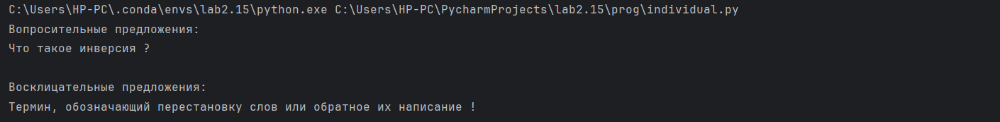 C:\Users\HP-PC\.conda\envs\lab2.15\python.exe C:\Users\HP-PC\PycharmProjects\lab2.15\prog\individual.py
Вопросительные предложения:
Что такое инверсия ?
Восклицательные предложения:
Термин, обозначающий перестановку слов или обратное их написание !